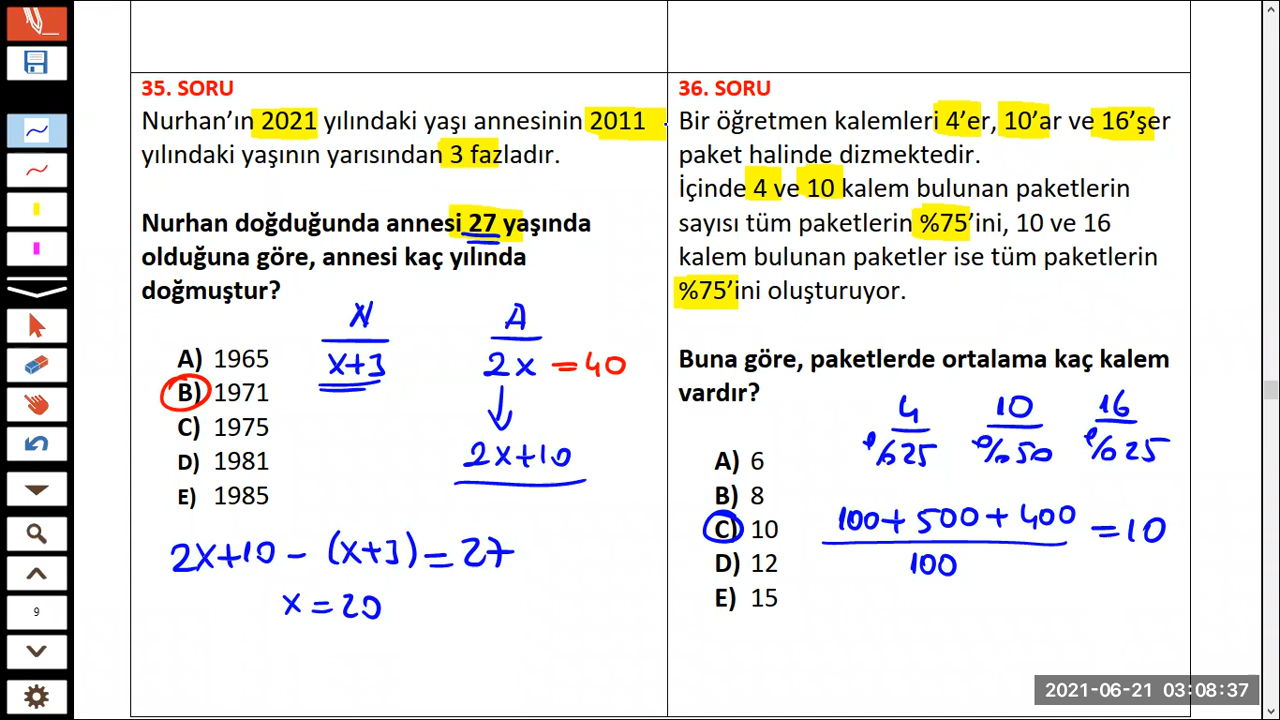 35. SORU
Nurhan’ın 2021 yılındaki yaşı annesinin 2011
yılındaki yaşının yarısından 3 fazladır.
Nurhan doğduğunda annesi 27 yaşında
olduğuna göre, annesi kaç yılında
doğmuştur?
N A
A) 1965
x+3 2x =40
B) 1971
C) 1975
2x+10
D) 1981
E) 1985
2x+10 - (x+3) = 27
x = 20
36. SORU
Bir öğretmen kalemleri 4’er, 10’ar ve 16’şer
paket halinde dizmektedir.
İçinde 4 ve 10 kalem bulunan paketlerin
sayısı tüm paketlerin %75’ini, 10 ve 16
kalem bulunan paketler ise tüm paketlerin
%75’ini oluşturuyor.
Buna göre, paketlerde ortalama kaç kalem
vardır?
4 10 16
%25 %50 %25
A) 6
B) 8
C) 10
100+ 500 + 400 = 10
100
D) 12
E) 15
9
2021-06-21 03:08:37